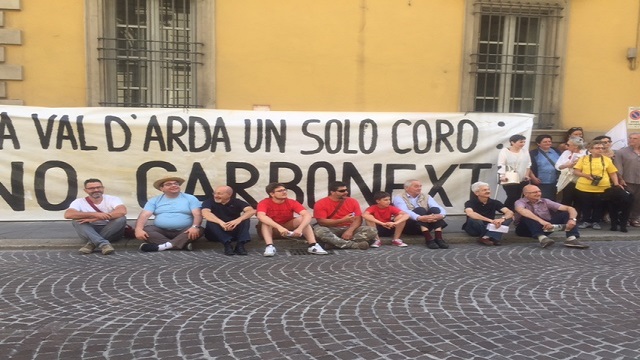 A VAL D'ARDA UN SOLO CORO :
NO CARBONEXT